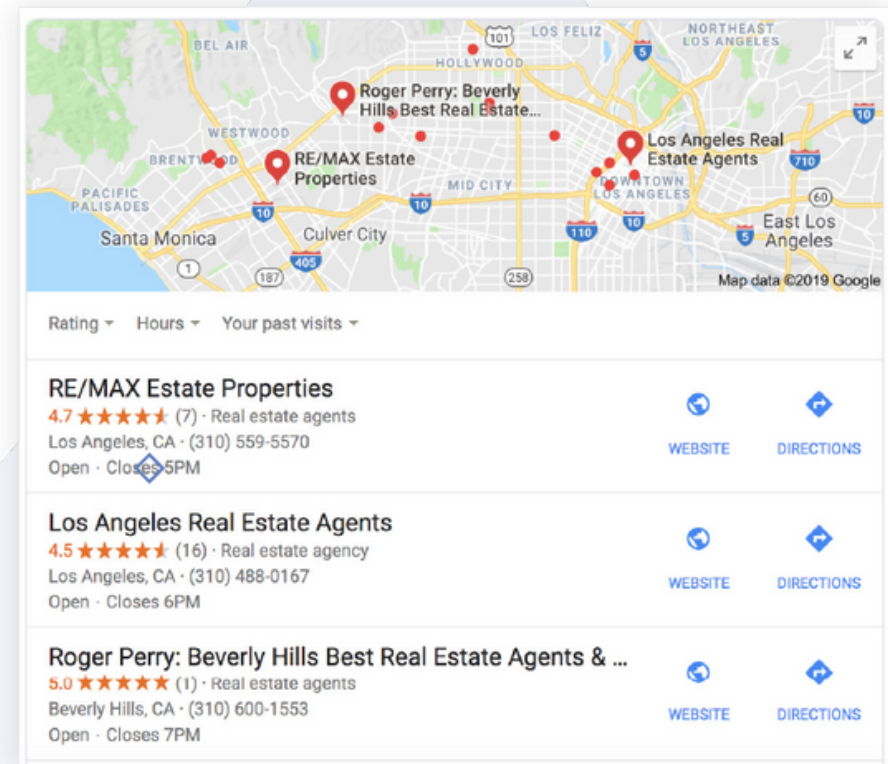 BEL AIR
101
LOS FELIZ
NORTHEAST
LOS ANGELES
5
HOLLYWOOD
Roger Perry: Beverly
Hills Best Real Estate...
10
WESTWOOD
BRENTWOOD
RE/MAX Estate
Properties
Los Angeles Real
Estate Agents
710
MID CITY
DOWNTOWN
LOS ANGELES
PACIFIC
PALISADES
10
10
60
Santa Monica
Culver City
110
10
5
East Los
Angeles
1
405
187
258
Map data ©2019 Google
Rating
Hours
Your past visits
RE/MAX Estate Properties
4.7 ★★★★★ (7) · Real estate agents
Los Angeles, CA · (310) 559-5570
Open · Closes 5PM
WEBSITE
DIRECTIONS
Los Angeles Real Estate Agents
4.5 ★★★★★ (16) · Real estate agency
Los Angeles, CA · (310) 488-0167
Open · Closes 6PM
WEBSITE
DIRECTIONS
Roger Perry: Beverly Hills Best Real Estate Agents & ...
5.0 ★★★★★ (1) · Real estate agents
Beverly Hills, CA · (310) 600-1553
Open · Closes 7PM
WEBSITE
DIRECTIONS